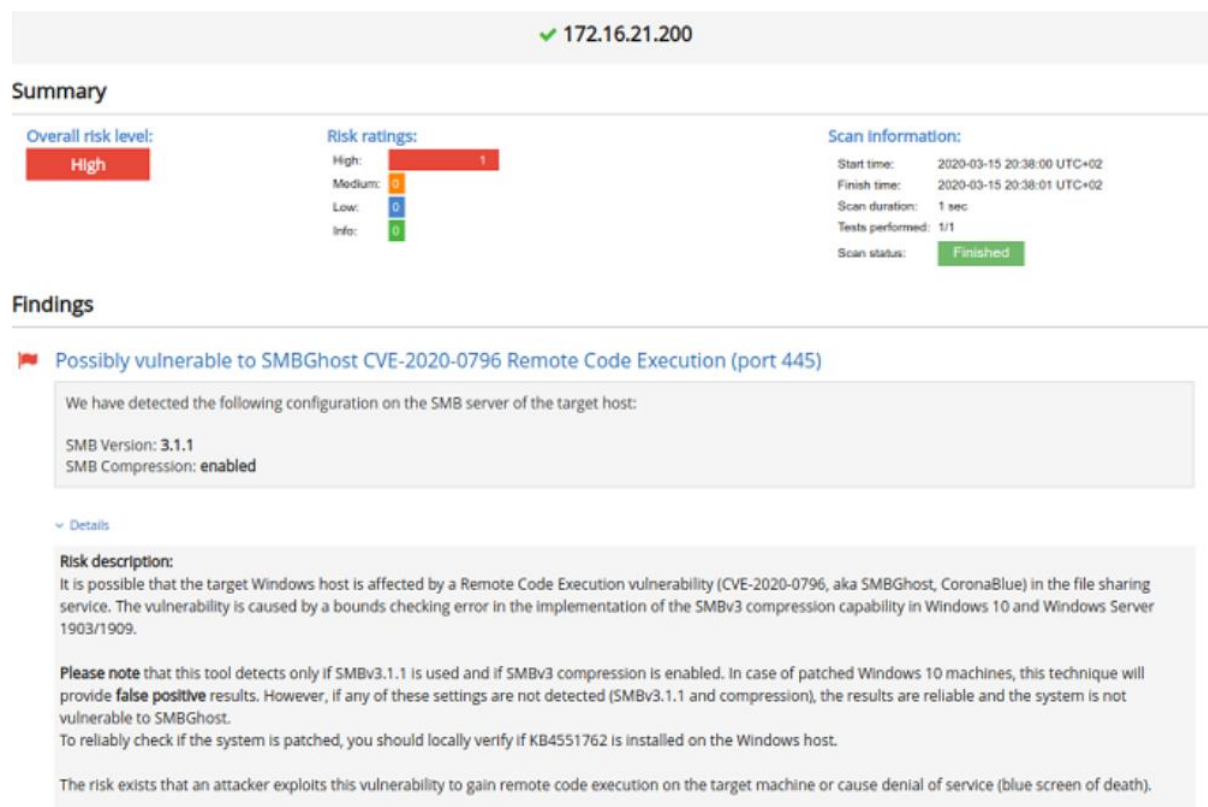 172.16.21.200
Summary
Overall risk level:
High
Risk ratings:
High: 1
Medium: 0
Low: 0
Info: 0
Scan information:
Start time: 2020-03-15 20:38:00 UTC+02
Finish time: 2020-03-15 20:38:01 UTC+02
Scan duration: 1 sec
Tests performed: 1/1
Scan status: Finished
Findings
Possibly vulnerable to SMBGhost CVE-2020-0796 Remote Code Execution (port 445)
We have detected the following configuration on the SMB server of the target host:
SMB Version: 3.1.1
SMB Compression: enabled
Details
Risk description:
It is possible that the target Windows host is affected by a Remote Code Execution vulnerability (CVE-2020-0796, aka SMBGhost, CoronaBlue) in the file sharing
service. The vulnerability is caused by a bounds checking error in the implementation of the SMBv3 compression capability in Windows 10 and Windows Server
1903/1909.
Please note that this tool detects only if SMBv3.1.1 is used and if SMBv3 compression is enabled. In case of patched Windows 10 machines, this technique will
provide false positive results. However, if any of these settings are not detected (SMBv3.1.1 and compression), the results are reliable and the system is not
vulnerable to SMBGhost.
To reliably check if the system is patched, you should locally verify if KB4551762 is installed on the Windows host.
The risk exists that an attacker exploits this vulnerability to gain remote code execution on the target machine or cause denial of service (blue screen of death).